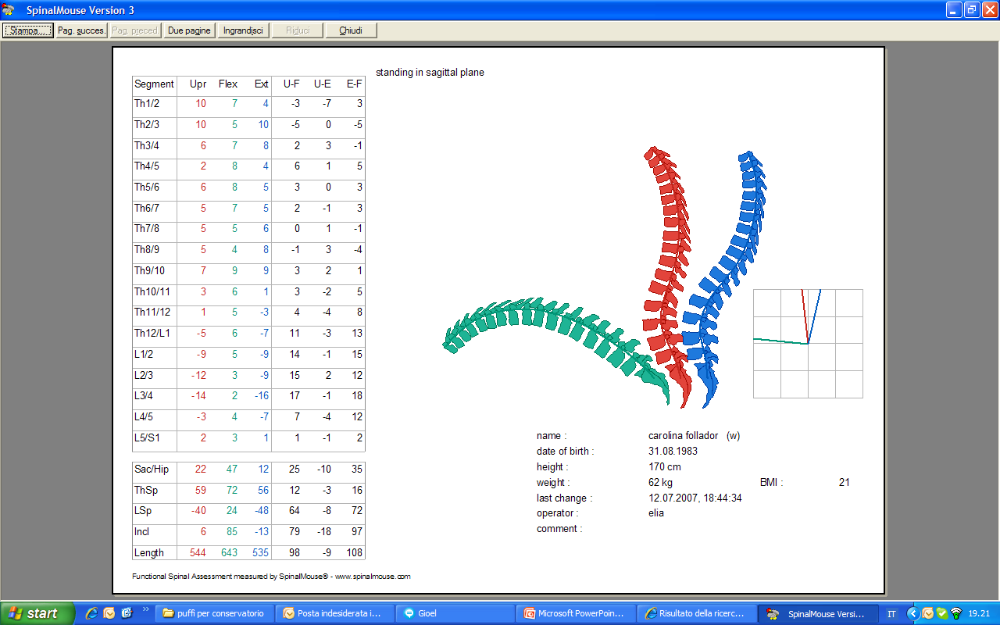 SpinalMouse Version 3
Stampa... Pag. succes. Pag. preced. Due pagine Ingrandisci Riduci Chiudi
standing in sagittal plane
Segment Upr Flex Ext U-F U-E E-F
Th1/2 10 7 4 -3 -7 3
Th2/3 10 5 10 -5 0 -5
Th3/4 6 7 8 2 3 -1
Th4/5 2 8 4 6 1 5
Th5/6 6 8 5 3 0 3
Th6/7 5 7 5 2 -1 3
Th7/8 5 5 6 0 1 -1
Th8/9 5 4 8 -1 3 -4
Th9/10 7 9 9 3 2 1
Th10/11 3 6 1 3 -2 5
Th11/12 1 5 -3 4 -4 8
Th12/L1 -5 6 -7 11 -3 13
L1/2 -9 5 -9 14 -1 15
L2/3 -12 3 -9 15 2 12
L3/4 -14 2 -16 17 -1 18
L4/5 -3 4 -7 7 -4 12
L5/S1 2 3 1 1 -1 2
Sac/Hip 22 47 12 25 -10 35
ThSp 59 72 56 12 -3 16
LSp -40 24 -48 64 -8 72
Incl 6 85 -13 79 -18 97
Length 544 643 535 98 -9 108
name : carolina follador (w)
date of birth : 31.08.1983
height : 170 cm
weight : 62 kg BMI : 21
last change : 12.07.2007, 18:44:34
operator : elia
comment :
Functional Spinal Assessment measured by SpinalMouse® - www.spinalmouse.com
start puffi per conservatorio Posta indesiderata i... Gioel Microsoft PowerPoin... Risultato della ricerc... SpinalMouse Versi... IT 19.21